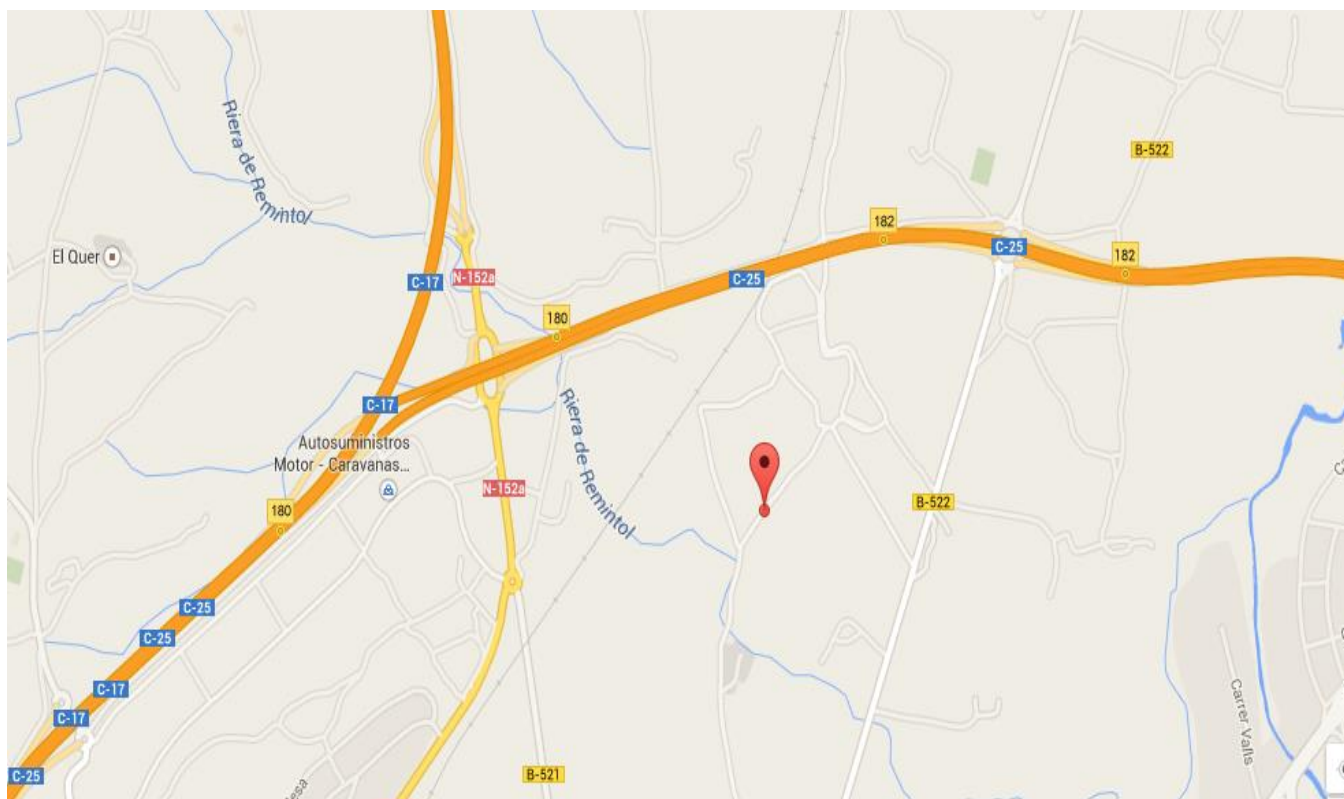 Riera de Remintol
B-522
182
El Quer
C-25
N-152a
C-17
C-25
182
180
C-17
Riera de Remintol
Autosuministros
Motor - Caravanas...
N-152a
B-522
180
C-25
C-25
C-17
C-17
Carrer Valls
C-25
B-521
esa